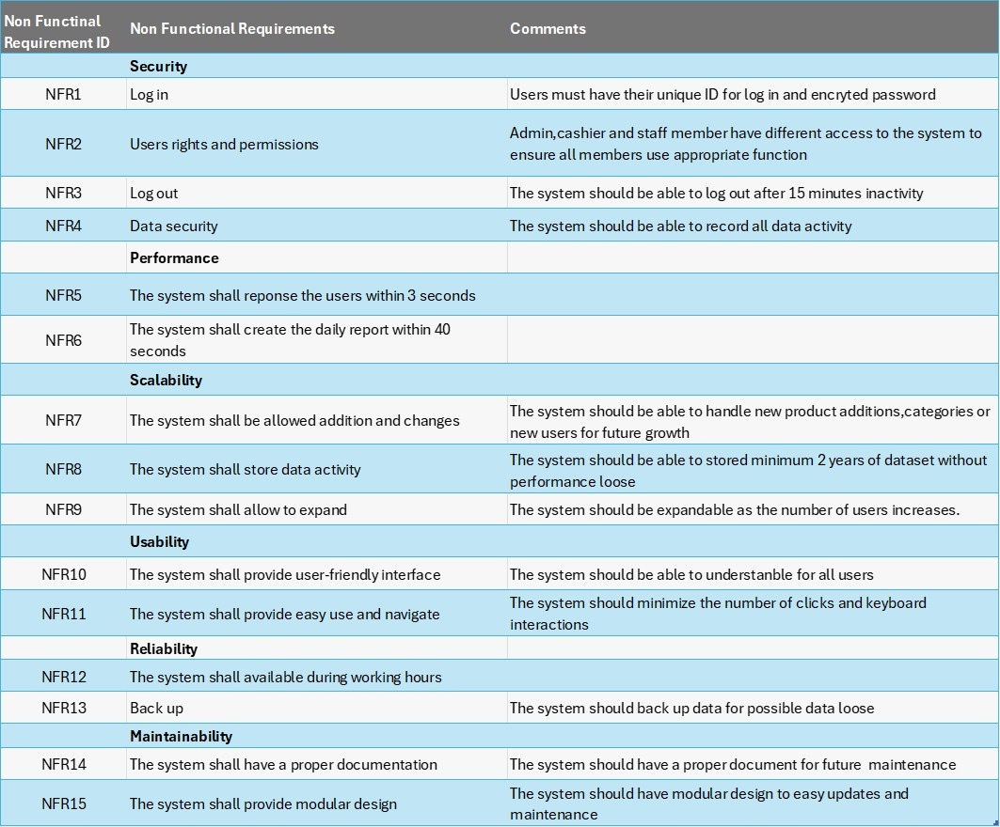 Non Functinal
Requirement ID
Non Functional Requirements
Comments
Security
NFR1
Log in
Users must have their unique ID for log in and encryted password
NFR2
Users rights and permissions
Admin,cashier and staff member have different access to the system to
ensure all members use appropriate function
NFR3
Log out
The system should be able to log out after 15 minutes inactivity
NFR4
Data security
The system should be able to record all data activity
Performance
NFR5
The system shall reponse the users within 3 seconds
NFR6
The system shall create the daily report within 40
seconds
Scalability
NFR7
The system shall be allowed addition and changes
The system should be able to handle new product additions,categories or
new users for future growth
NFR8
The system shall store data activity
The system should be able to stored minimum 2 years of dataset without
performance loose
NFR9
The system shall allow to expand
The system should be expandable as the number of users increases.
Usability
NFR10
The system shall provide user-friendly interface
The system should be able to understanble for all users
NFR11
The system shall provide easy use and navigate
The system should minimize the number of clicks and keyboard
interactions
Reliability
NFR12
The system shall available during working hours
NFR13
Back up
The system should back up data for possible data loose
Maintainability
NFR14
The system shall have a proper documentation
The system should have a proper document for future  maintenance
NFR15
The system shall provide modular design
The system should have modular design to easy updates and
maintenance